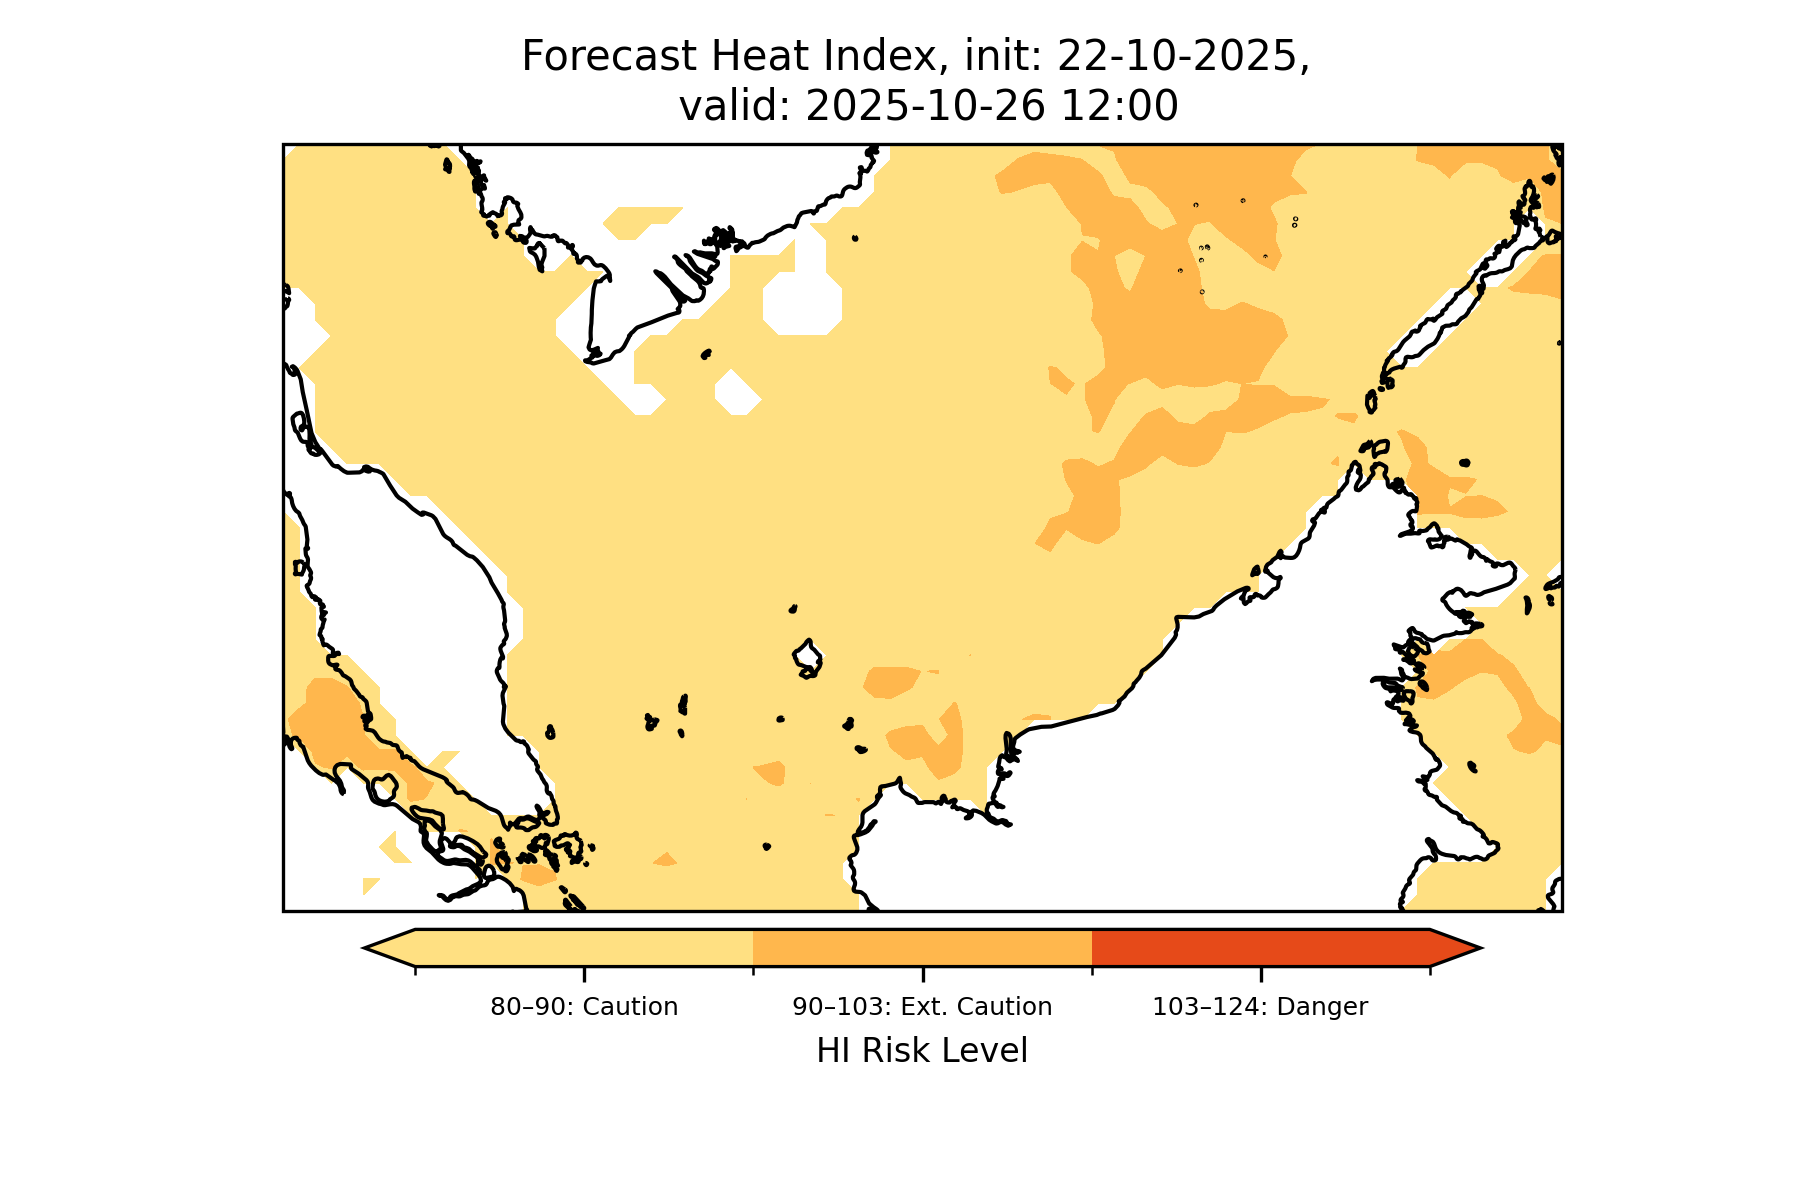 Forecast Heat Index, init: 22-10-2025,
valid: 2025-10-26 12:00
80–90: Caution
90–103: Ext. Caution
103–124: Danger
HI Risk Level